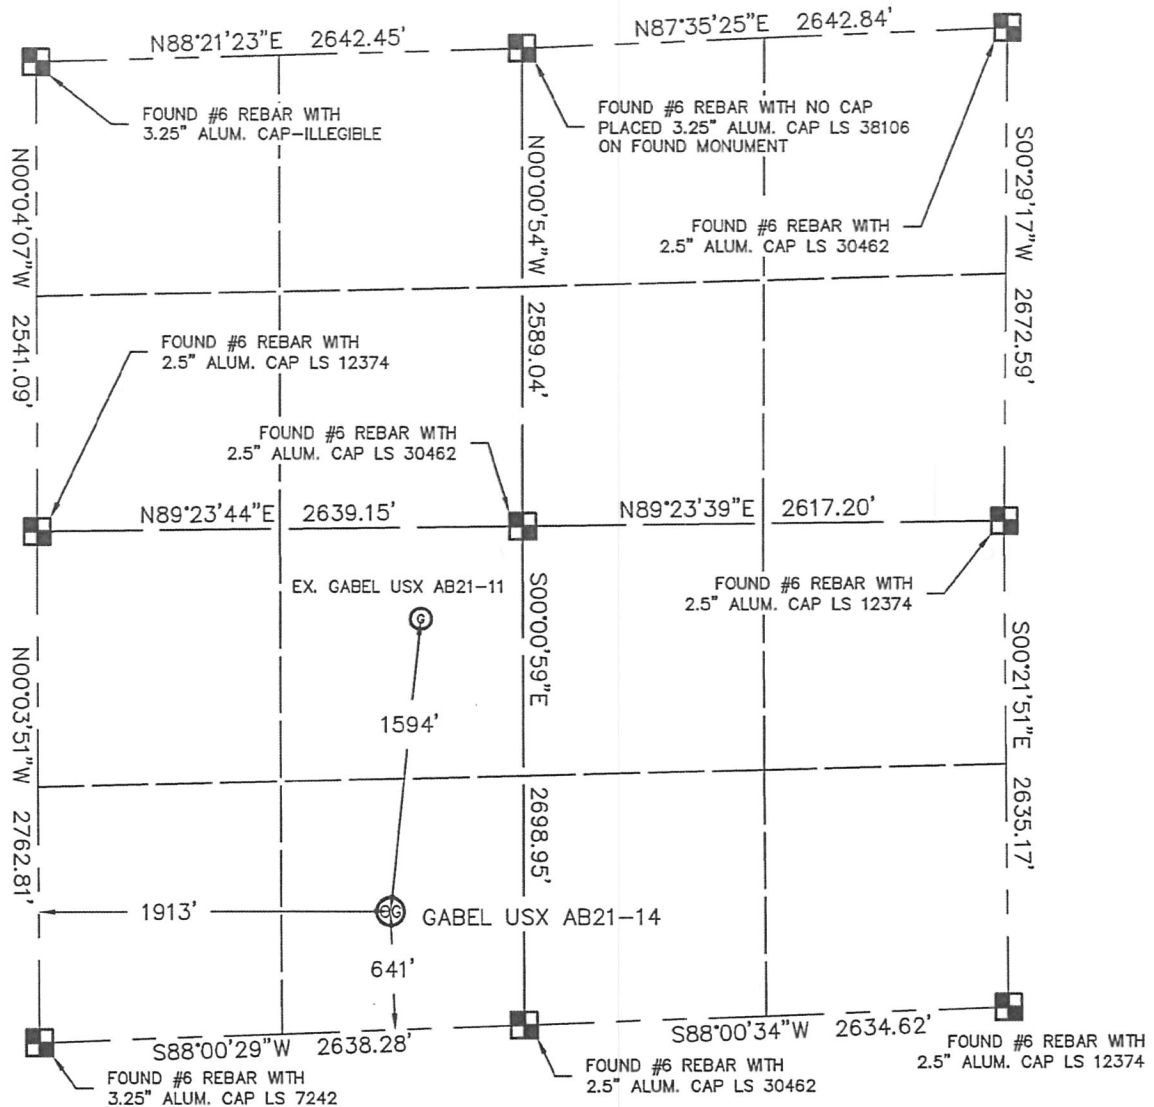 N88°21'23"E 2642.45'
N87°35'25"E 2642.84'
FOUND #6 REBAR WITH
3.25" ALUM. CAP-ILLEGIBLE
FOUND #6 REBAR WITH NO CAP
PLACED 3.25" ALUM. CAP LS 38106
ON FOUND MONUMENT
FOUND #6 REBAR WITH
2.5" ALUM. CAP LS 30462
N00°04'07"W 2541.09'
N00°00'54"W 2589.04'
S00°29'17"W 2672.59'
FOUND #6 REBAR WITH
2.5" ALUM. CAP LS 12374
FOUND #6 REBAR WITH
2.5" ALUM. CAP LS 30462
N89°23'44"E 2639.15'
N89°23'39"E 2617.20'
EX. GABEL USX AB21-11
G
FOUND #6 REBAR WITH
2.5" ALUM. CAP LS 12374
N00°03'51"W 2762.81'
S00°00'59"E 2698.95'
S00°21'51"E 2635.17'
1594'
1913'
GABEL USX AB21-14
641'
S88°00'29"W 2638.28'
S88°00'34"W 2634.62'
FOUND #6 REBAR WITH
3.25" ALUM. CAP LS 7242
FOUND #6 REBAR WITH
2.5" ALUM. CAP LS 30462
FOUND #6 REBAR WITH
2.5" ALUM. CAP LS 12374